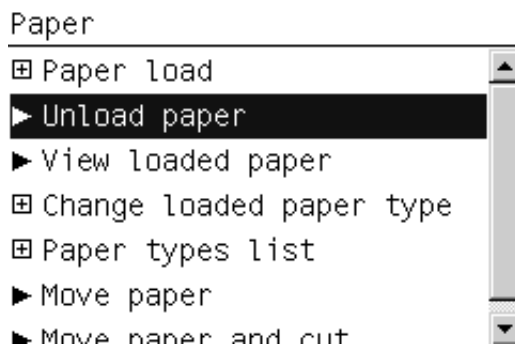 Paper
Paper load
Unload paper
View loaded paper
Change loaded paper type
Paper types list
Move paper
Move paper and cut